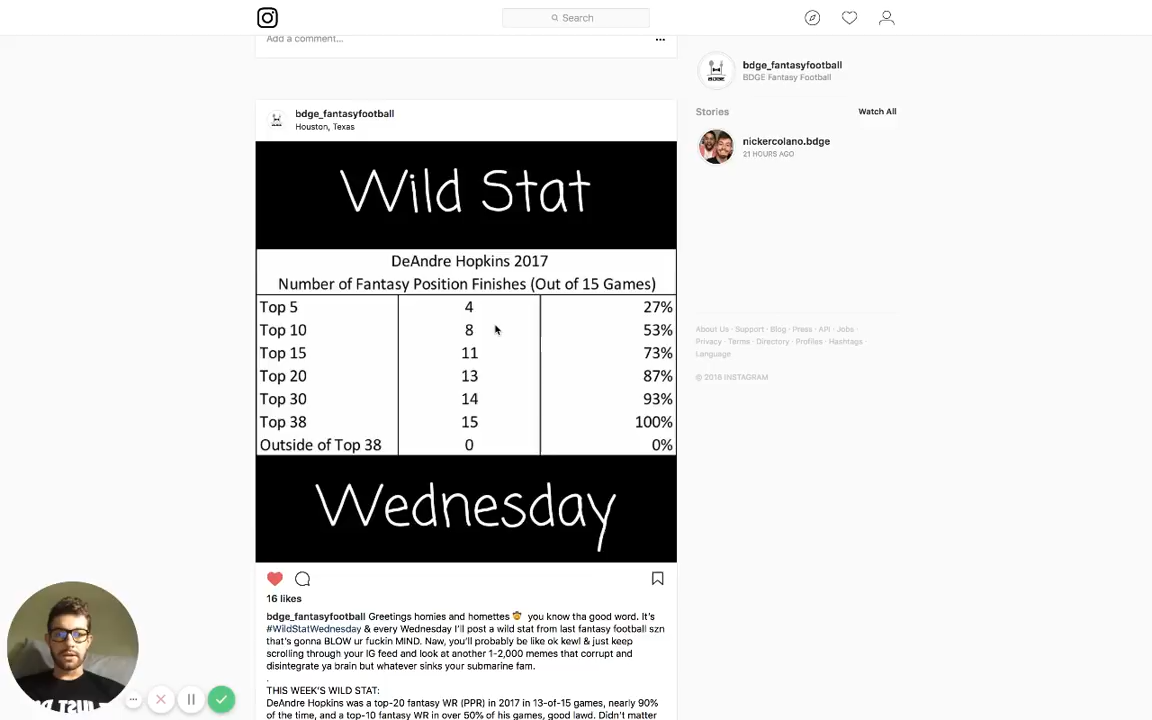 Search
Add a comment...
bdge_fantasyfootball
BDGE Fantasy Football
Stories
Watch All
nickercolano.bdge
21 HOURS AGO
About Us · Support · Blog · Press · API · Jobs ·
Privacy · Terms · Directory · Profiles · Hashtags ·
Language
© 2018 INSTAGRAM
bdge_fantasyfootball
Houston, Texas
Wild Stat
DeAndre Hopkins 2017
Number of Fantasy Position Finishes (Out of 15 Games)
Top 5 4 27%
Top 10 8 53%
Top 15 11 73%
Top 20 13 87%
Top 30 14 93%
Top 38 15 100%
Outside of Top 38 0 0%
Wednesday
16 likes
bdge_fantasyfootball Greetings homies and homettes 🤠 you know tha good word. It's
#WildStatWednesday & every Wednesday I'll post a wild stat from last fantasy football szn
that's gonna BLOW ur fuckin MIND. Naw, you'll probably be like ok kewl & just keep
scrolling through your IG feed and look at another 1-2,000 memes that corrupt and
disintegrate ya brain but whatever sinks your submarine fam.
.
THIS WEEK'S WILD STAT:
DeAndre Hopkins was a top-20 fantasy WR (PPR) in 2017 in 13-of-15 games, nearly 90%
of the time, and a top-10 fantasy WR in over 50% of his games, good lawd. Didn't matter